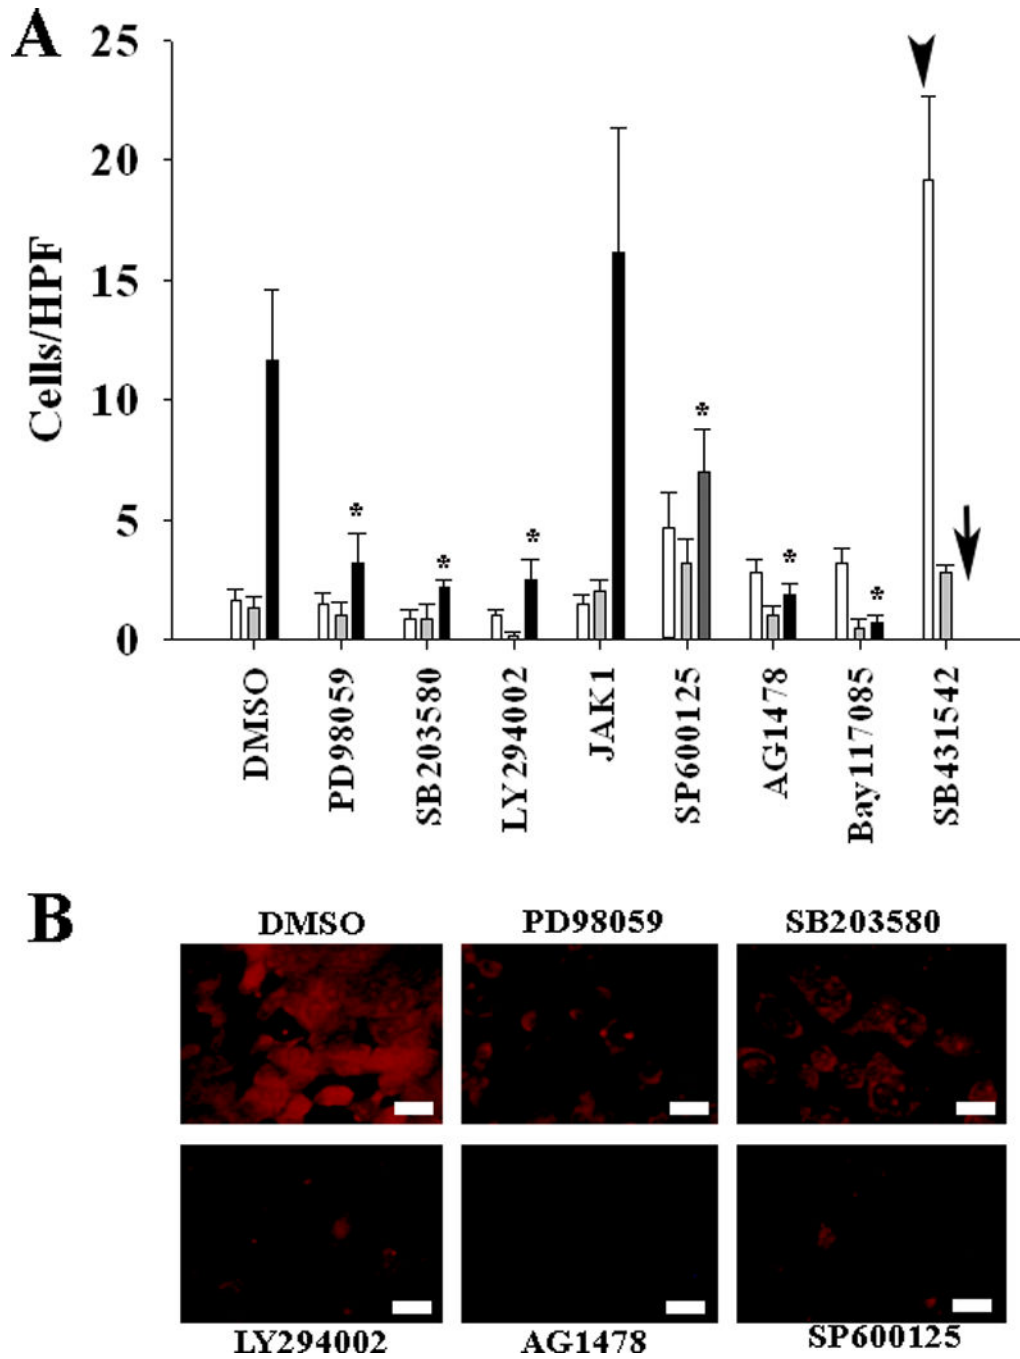 A
25
20
15
10
5
0
Cells/HPF
* * * * * *
DMSO
PD98059
SB203580
LY294002
JAK1
SP600125
AG1478
Bay117085
SB431542
B
DMSO PD98059 SB203580
LY294002 AG1478 SP600125